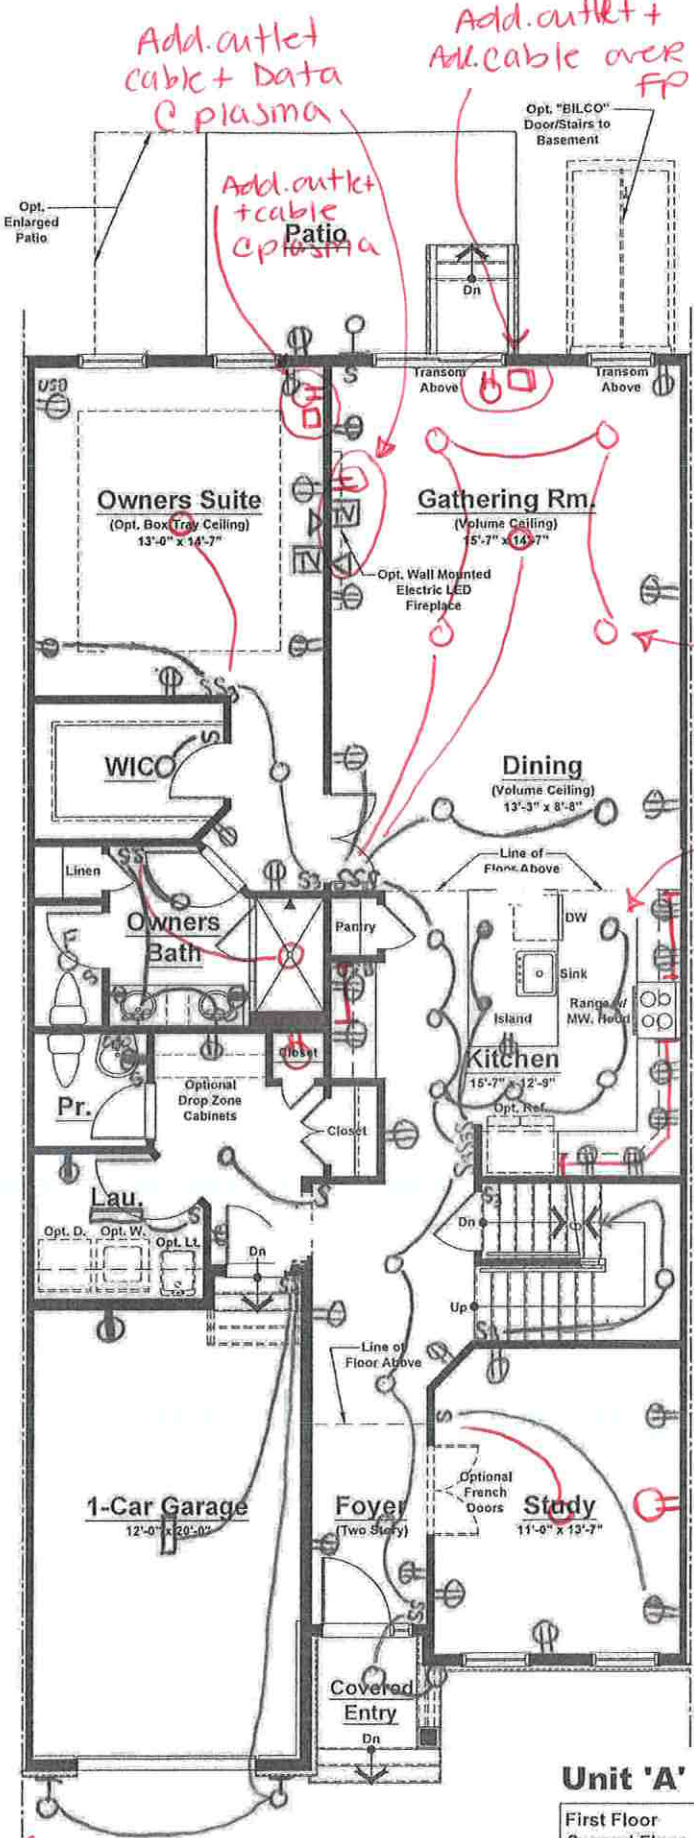 Add.outlet
cable + Data
C plasma
Add.outlet +
Add.cable over
FP
Opt. "BILCO"
Door/Stairs to
Basement
Add.outlet
+cable
C plasma
Opt.
Enlarged
Patio
Patio
Dn
Transom
Above
Transom
Above
USB
S
Owners Suite
(Opt. Box Tray Ceiling)
13'-0" x 14'-7"
Gathering Rm.
(Volume Ceiling)
15'-7" x 14'-7"
TV
TV
Opt. Wall Mounted
Electric LED
Fireplace
SS3
S
WIC
Dining
(Volume Ceiling)
13'-3" x 8'-8"
Line of
Floor Above
Linen
SS
S3
Owners
Bath
S
Pantry
DW
Sink
Island
Range w/
MW. Hood
Closet
Kitchen
15'-7" x 12'-9"
Opt. Ref.
Optional
Drop Zone
Cabinets
Pr.
Closet
Lau.
Opt. D.
Opt. W.
Opt. Lt.
S
S
Dn
Dn
S3
Up
Line of
Floor Above
S
1-Car Garage
12'-0" x 20'-0"
Foyer
(Two Story)
Optional
French
Doors
Study
11'-0" x 13'-7"
SS
Covered
Entry
Dn
Unit 'A'
First Floor